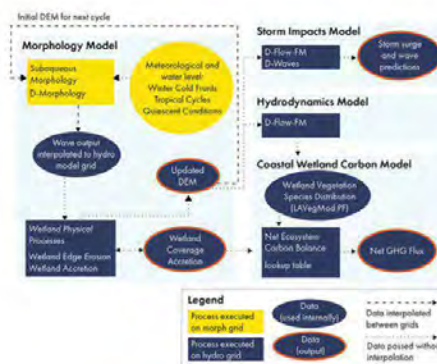 Initial DEM for next cycle
Morphology Model
Subaqueous
Morphology
D-Morphology
Meteorological and
water level:
Winter Cold Fronts
Tropical Cycles
Quiescent Conditions
Storm Impacts Model
D-Flow-FM
D-Waves
Storm surge
and wave
predictions
Hydrodynamics Model
D-Flow-FM
Wave output
interpolated to hydro
model grid
Updated
DEM
Coastal Wetland Carbon Model
Wetland Vegetation
Species Distribution
(LAVegMod PF)
Wetland Physical
Processes
Wetland Edge Erosion
Wetland Accretion
Wetland
Coverage
Accretion
Net Ecosystem
Carbon Balance
lookup table
Net GHG Flux
Legend
Process executed
on morph grid
Data
(used internally)
Data interpolated
between grids
Process executed
on hydro grid
Data
(output)
Data passed without
interpolation